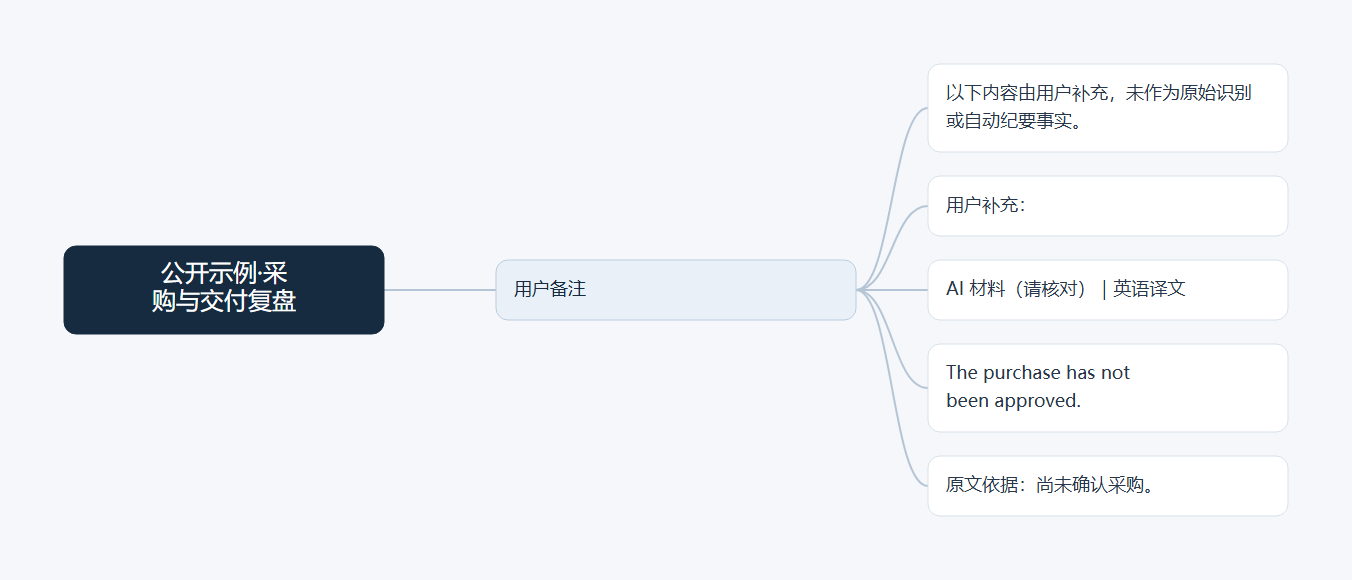 公开示例·采
购与交付复盘
用户备注
以下内容由用户补充，未作为原始识别
或自动纪要事实。
用户补充：
AI 材料（请核对）｜英语译文
The purchase has not
been approved.
原文依据：尚未确认采购。